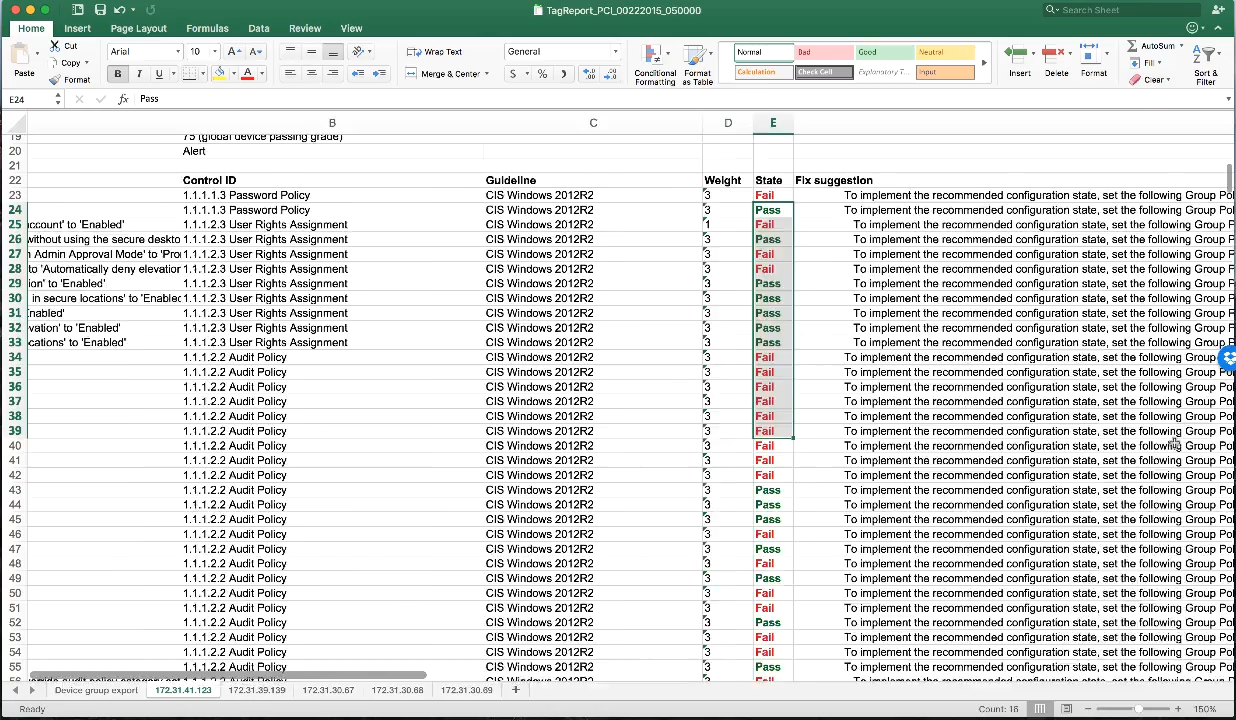 TagReport_PCI_00222015_050000
Search Sheet
Home Insert Page Layout Formulas Data Review View
Cut
Copy
Format
Paste
Arial 10
B I U
Wrap Text
Merge & Center
General
$ %
Conditional Formatting
Format as Table
Normal Bad Good Neutral
Calculation Check Cell Explanatory T... Input
Insert Delete Format
AutoSum
Fill
Clear
Sort & Filter
E24 fx Pass
B C D E
19 75 (global device passing grade)
20 Alert
21
22 Control ID Guideline Weight State Fix suggestion
23 1.1.1.1.3 Password Policy CIS Windows 2012R2 3 Fail To implement the recommended configuration state, set the following Group Pol
24 1.1.1.1.3 Password Policy CIS Windows 2012R2 3 Pass To implement the recommended configuration state, set the following Group Pol
25 account' to 'Enabled' 1.1.1.2.3 User Rights Assignment CIS Windows 2012R2 1 Fail To implement the recommended configuration state, set the following Group F
26 without using the secure deskto 1.1.1.2.3 User Rights Assignment CIS Windows 2012R2 3 Pass To implement the recommended configuration state, set the following Group F
27 n Admin Approval Mode' to 'Pro 1.1.1.2.3 User Rights Assignment CIS Windows 2012R2 3 Fail To implement the recommended configuration state, set the following Group F
28 to 'Automatically deny elevation 1.1.1.2.3 User Rights Assignment CIS Windows 2012R2 3 Fail To implement the recommended configuration state, set the following Group F
29 ion' to 'Enabled' 1.1.1.2.3 User Rights Assignment CIS Windows 2012R2 3 Pass To implement the recommended configuration state, set the following Group F
30 in secure locations' to 'Enabled 1.1.1.2.3 User Rights Assignment CIS Windows 2012R2 3 Pass To implement the recommended configuration state, set the following Group F
31 Enabled' 1.1.1.2.3 User Rights Assignment CIS Windows 2012R2 3 Pass To implement the recommended configuration state, set the following Group F
32 evation' to 'Enabled' 1.1.1.2.3 User Rights Assignment CIS Windows 2012R2 3 Pass To implement the recommended configuration state, set the following Group F
33 ocations' to 'Enabled' 1.1.1.2.3 User Rights Assignment CIS Windows 2012R2 3 Pass To implement the recommended configuration state, set the following Group F
34 1.1.1.2.2 Audit Policy CIS Windows 2012R2 3 Fail To implement the recommended configuration state, set the following Group
35 1.1.1.2.2 Audit Policy CIS Windows 2012R2 3 Fail To implement the recommended configuration state, set the following Group Pol
36 1.1.1.2.2 Audit Policy CIS Windows 2012R2 3 Fail To implement the recommended configuration state, set the following Group Pol
37 1.1.1.2.2 Audit Policy CIS Windows 2012R2 3 Fail To implement the recommended configuration state, set the following Group Pol
38 1.1.1.2.2 Audit Policy CIS Windows 2012R2 3 Fail To implement the recommended configuration state, set the following Group Pol
39 1.1.1.2.2 Audit Policy CIS Windows 2012R2 3 Fail To implement the recommended configuration state, set the following Group Pol
40 1.1.1.2.2 Audit Policy CIS Windows 2012R2 3 Fail To implement the recommended configuration state, set the following Group Pol
41 1.1.1.2.2 Audit Policy CIS Windows 2012R2 3 Fail To implement the recommended configuration state, set the following Group Pol
42 1.1.1.2.2 Audit Policy CIS Windows 2012R2 3 Fail To implement the recommended configuration state, set the following Group Pol
43 1.1.1.2.2 Audit Policy CIS Windows 2012R2 3 Pass To implement the recommended configuration state, set the following Group Pol
44 1.1.1.2.2 Audit Policy CIS Windows 2012R2 3 Pass To implement the recommended configuration state, set the following Group Pol
45 1.1.1.2.2 Audit Policy CIS Windows 2012R2 3 Pass To implement the recommended configuration state, set the following Group Pol
46 1.1.1.2.2 Audit Policy CIS Windows 2012R2 3 Fail To implement the recommended configuration state, set the following Group Pol
47 1.1.1.2.2 Audit Policy CIS Windows 2012R2 3 Pass To implement the recommended configuration state, set the following Group Pol
48 1.1.1.2.2 Audit Policy CIS Windows 2012R2 3 Fail To implement the recommended configuration state, set the following Group Pol
49 1.1.1.2.2 Audit Policy CIS Windows 2012R2 3 Pass To implement the recommended configuration state, set the following Group Pol
50 1.1.1.2.2 Audit Policy CIS Windows 2012R2 3 Fail To implement the recommended configuration state, set the following Group Pol
51 1.1.1.2.2 Audit Policy CIS Windows 2012R2 3 Fail To implement the recommended configuration state, set the following Group Pol
52 1.1.1.2.2 Audit Policy CIS Windows 2012R2 3 Pass To implement the recommended configuration state, set the following Group Pol
53 1.1.1.2.2 Audit Policy CIS Windows 2012R2 3 Fail To implement the recommended configuration state, set the following Group Pol
54 1.1.1.2.2 Audit Policy CIS Windows 2012R2 3 Fail To implement the recommended configuration state, set the following Group Pol
55 1.1.1.2.2 Audit Policy CIS Windows 2012R2 3 Pass To implement the recommended configuration state, set the following Group Pol
Device group export 172.31.41.123 172.31.39.139 172.31.30.67 172.31.30.68 172.31.30.69 +
Ready Count: 16 150%